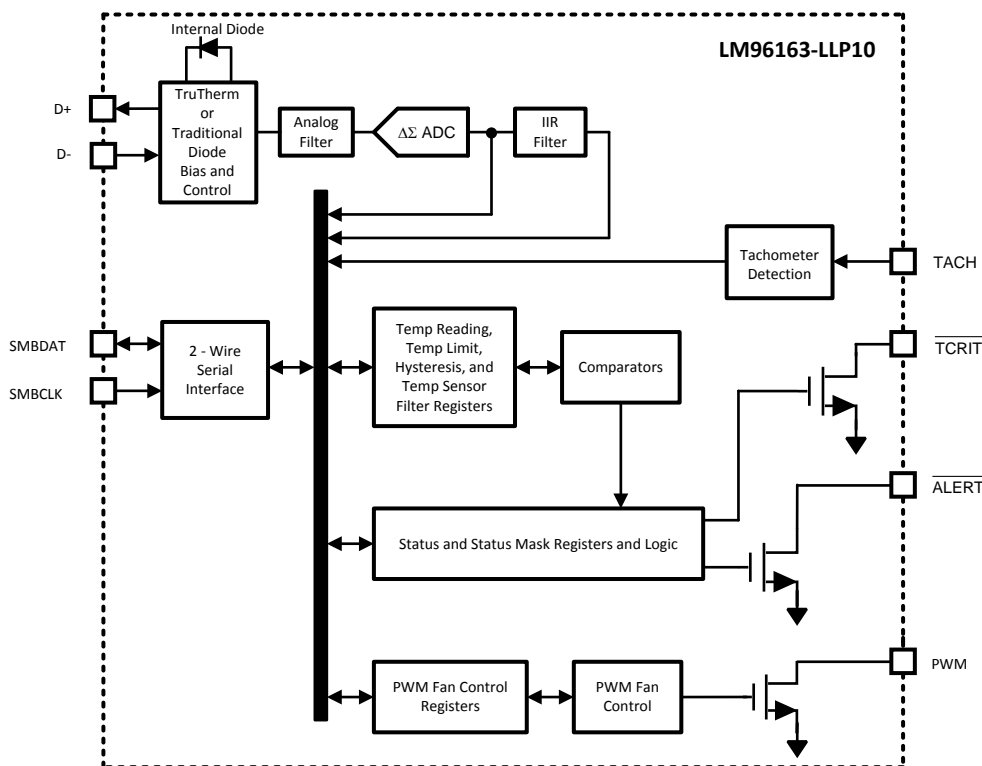 Internal Diode
LM96163-LLP10
D+
D-
TruTherm
or
Traditional
Diode
Bias and
Control
Analog
Filter
ΔΣ ADC
IIR
Filter
Tachometer
Detection
TACH
SMBDAT
SMBCLK
2 - Wire
Serial
Interface
Temp Reading,
Temp Limit,
Hysteresis, and
Temp Sensor
Filter Registers
Comparators
TCRIT
ALERT
Status and Status Mask Registers and Logic
PWM Fan Control
Registers
PWM Fan
Control
PWM